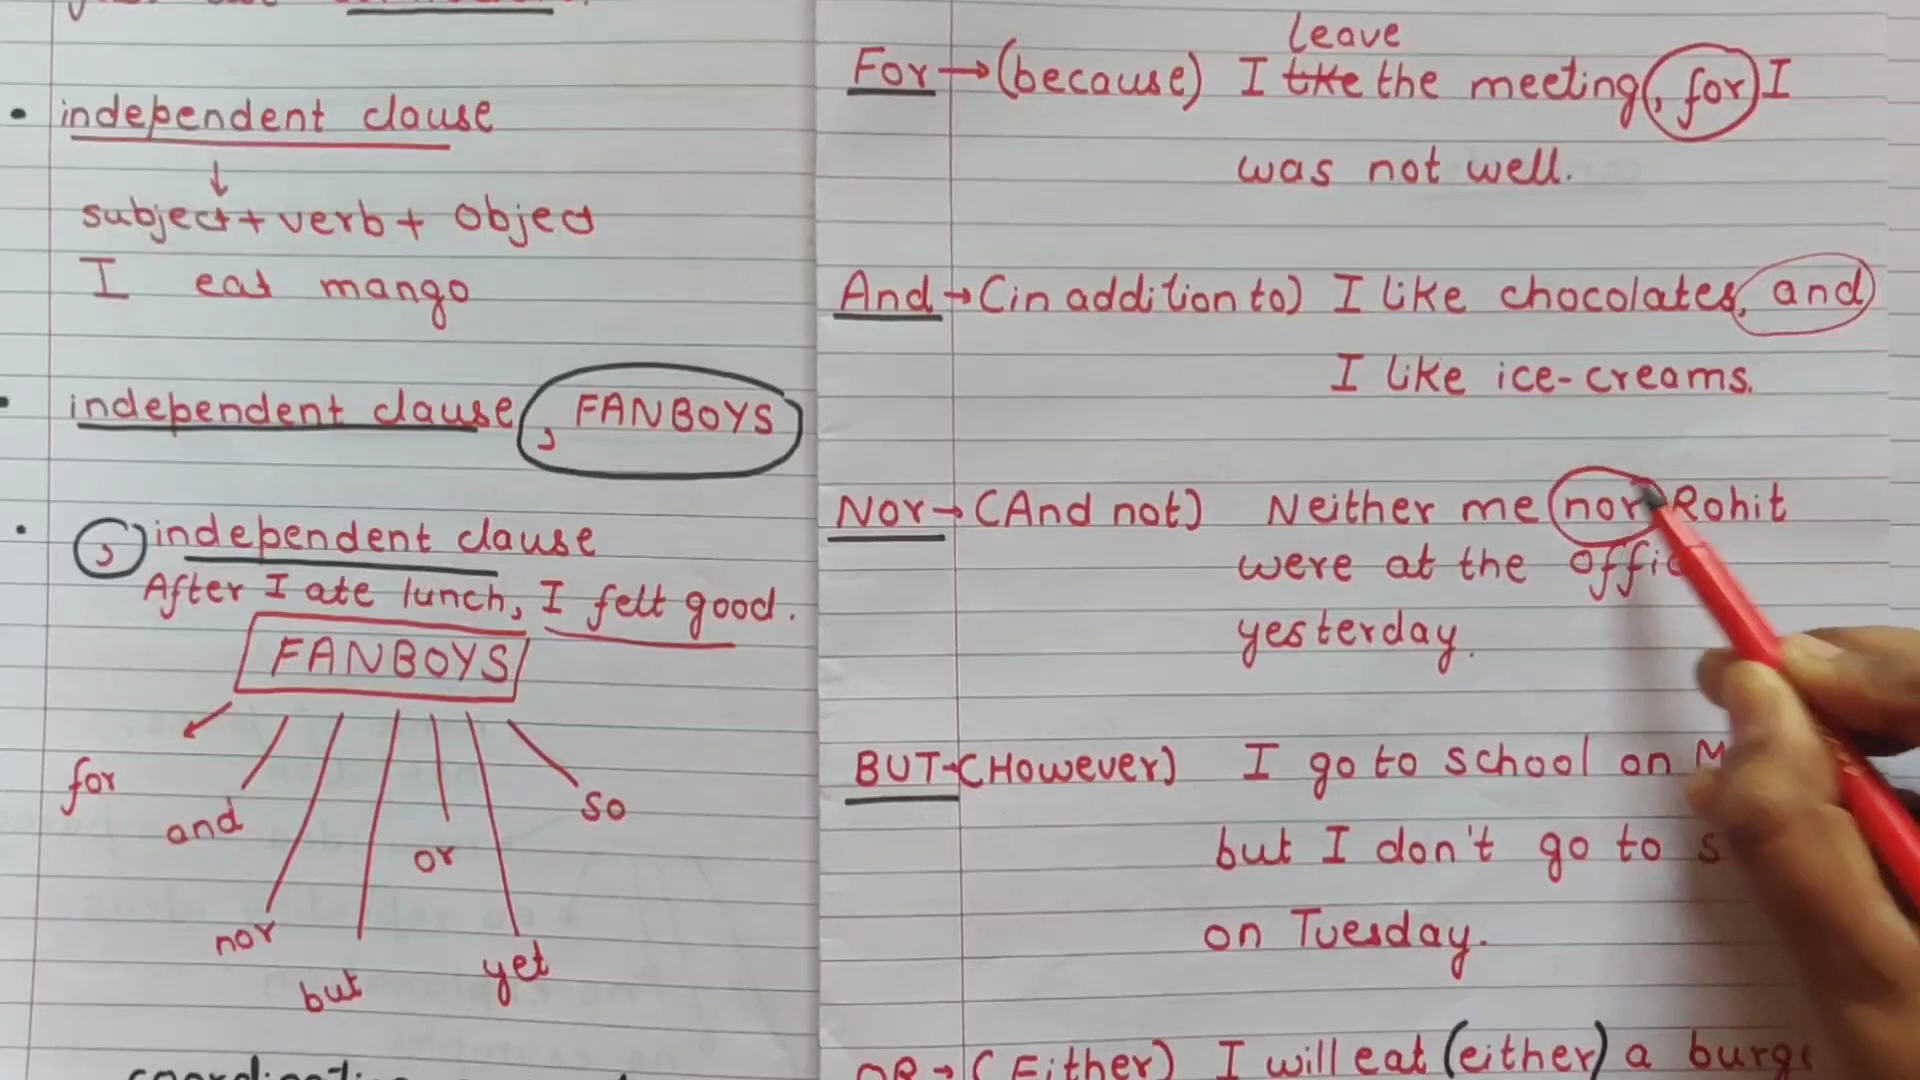 • independent clause
↓
subject + verb + object
I eat mango
• independent clause, FANBOYS
• , independent clause
After I ate lunch, I felt good.
FANBOYS
for
and
nor
but
or
yet
so
leave
For → (because) I the meeting, for I
was not well.
And → (in addition to) I like chocolates, and
I like ice-creams.
Nor → (And not) Neither me nor Rohit
were at the
yesterday.
BUT → (However) I go to school on
but I don't go to
on Tuesday.
OR → (Either) I will eat (either) a